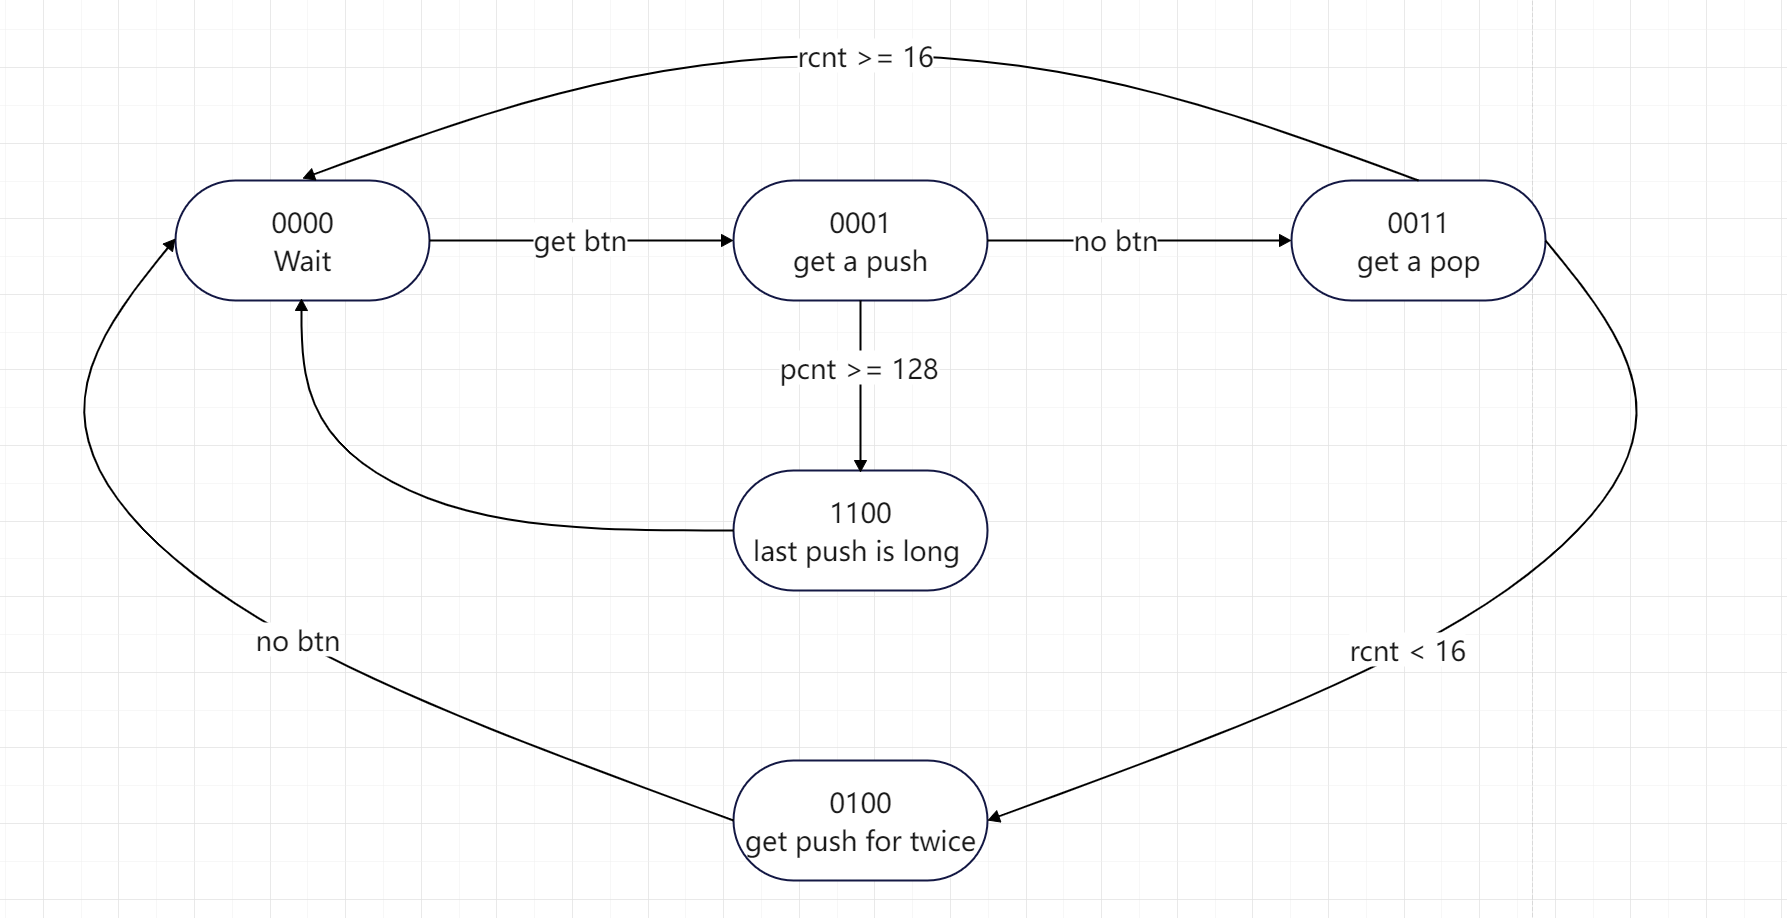 rcnt >= 16
0000
Wait
get btn
0001
get a push
no btn
0011
get a pop
pcnt >= 128
1100
last push is long
no btn
rcnt < 16
0100
get push for twice